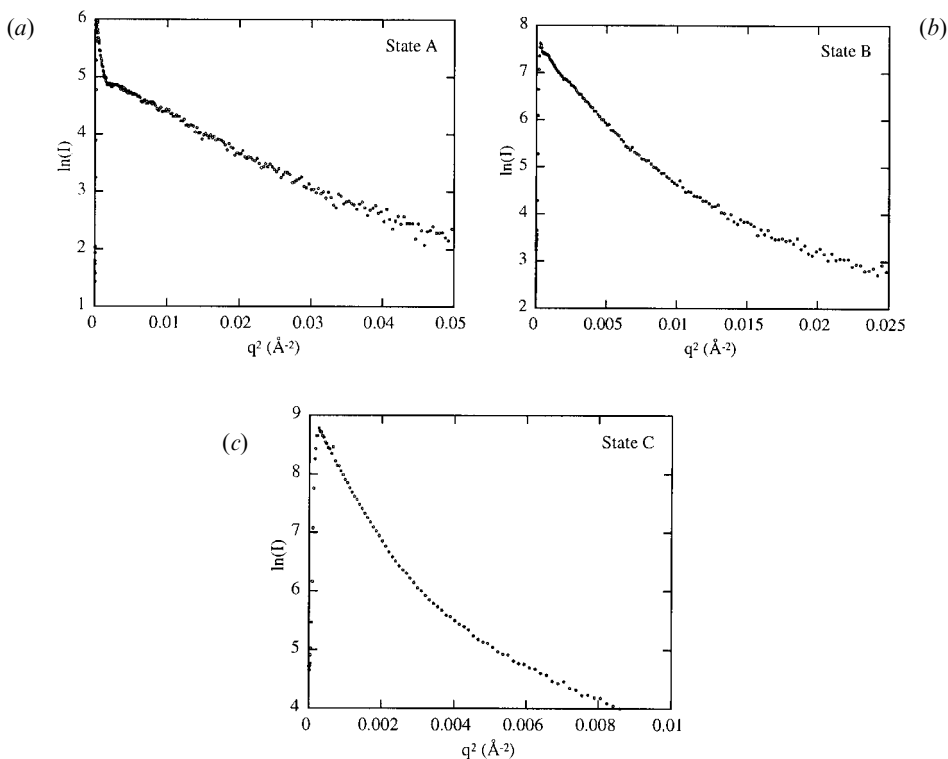 (a)
6
5
4
3
2
1
ln(I)
State A
0 0.01 0.02 0.03 0.04 0.05
q² (Å⁻²)
(b)
8
7
6
5
4
3
2
ln(I)
State B
0 0.005 0.01 0.015 0.02 0.025
q² (Å⁻²)
(c)
9
8
7
6
5
4
ln(I)
State C
0 0.002 0.004 0.006 0.008 0.01
q² (Å⁻²)